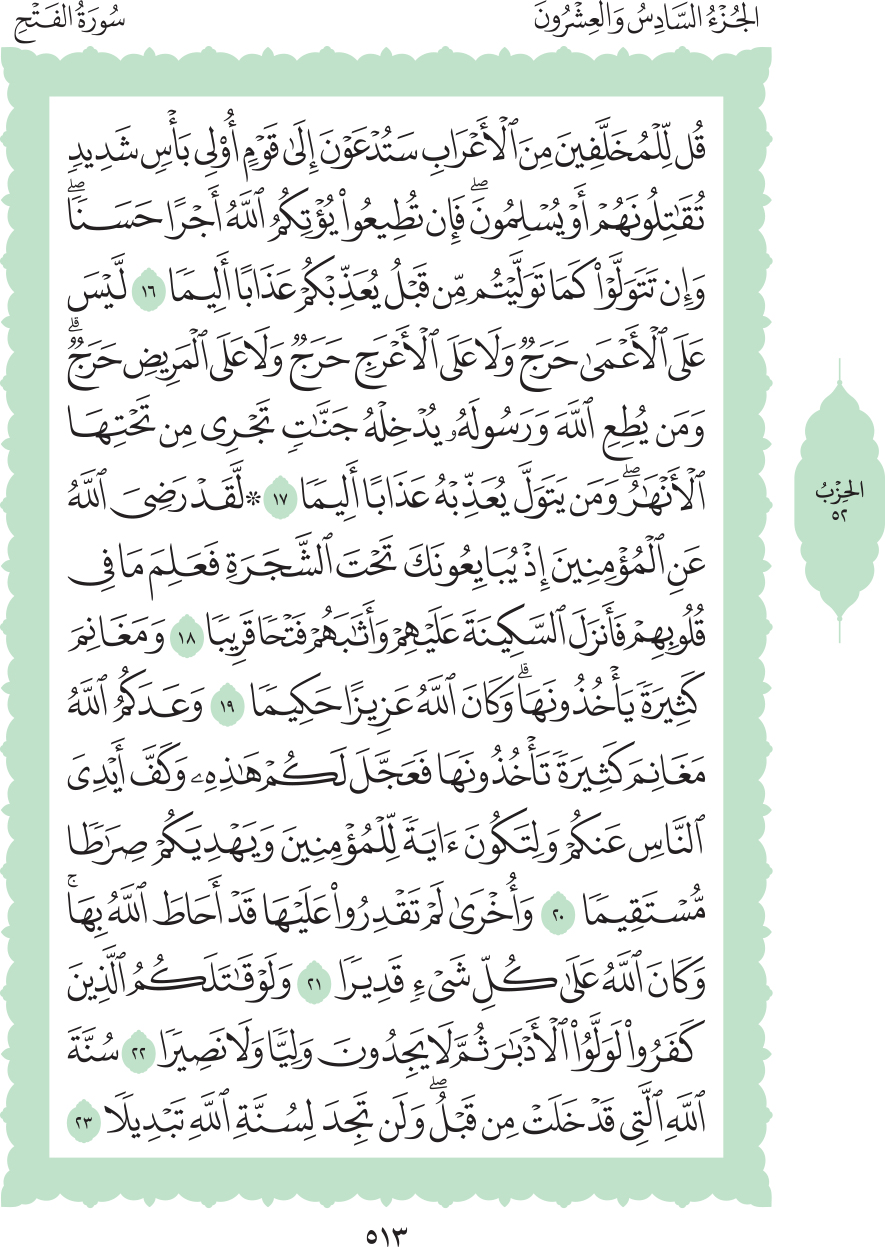 الجُزْءُ السَّادِسُ وَالعِشْرُونَ
سُورَةُ الفَتْحِ
قُل لِّلْمُخَلَّفِينَ مِنَ ٱلْأَعْرَابِ سَتُدْعَوْنَ إِلَىٰ قَوْمٍ أُوْلِى بَأْسٍ شَدِيدٍ
تُقَـٰتِلُونَهُمْ أَوْ يُسْلِمُونَۖ فَإِن تُطِيعُوا۟ يُؤْتِكُمُ ٱللَّهُ أَجْرًا حَسَنًاۖ
وَإِن تَتَوَلَّوْا۟ كَمَا تَوَلَّيْتُم مِّن قَبْلُ يُعَذِّبْكُمْ عَذَابًا أَلِيمًا ١٦ لَّيْسَ
عَلَى ٱلْأَعْمَىٰ حَرَجٌ وَلَا عَلَى ٱلْأَعْرَجِ حَرَجٌ وَلَا عَلَى ٱلْمَرِيضِ حَرَجٌۗ
وَمَن يُطِعِ ٱللَّهَ وَرَسُولَهُۥ يُدْخِلْهُ جَنَّـٰتٍ تَجْرِى مِن تَحْتِهَا
ٱلْأَنْهَـٰرُۖ وَمَن يَتَوَلَّ يُعَذِّبْهُ عَذَابًا أَلِيمًا ١٧ * لَّقَدْ رَضِىَ ٱللَّهُ
عَنِ ٱلْمُؤْمِنِينَ إِذْ يُبَايِعُونَكَ تَحْتَ ٱلشَّجَرَةِ فَعَلِمَ مَا فِى
قُلُوبِهِمْ فَأَنزَلَ ٱلسَّكِينَةَ عَلَيْهِمْ وَأَثَـٰبَهُمْ فَتْحًا قَرِيبًا ١٨ وَمَغَانِمَ
كَثِيرَةً يَأْخُذُونَهَاۗ وَكَانَ ٱللَّهُ عَزِيزًا حَكِيمًا ١٩ وَعَدَكُمُ ٱللَّهُ
مَغَانِمَ كَثِيرَةً تَأْخُذُونَهَا فَعَجَّلَ لَكُمْ هَـٰذِهِۦ وَكَفَّ أَيْدِىَ
ٱلنَّاسِ عَنكُمْ وَلِتَكُونَ ءَايَةً لِّلْمُؤْمِنِينَ وَيَهْدِيَكُمْ صِرَٰطًا
مُّسْتَقِيمًا ٢٠ وَأُخْرَىٰ لَمْ تَقْدِرُوا۟ عَلَيْهَا قَدْ أَحَاطَ ٱللَّهُ بِهَاۚ
وَكَانَ ٱللَّهُ عَلَىٰ كُلِّ شَىْءٍ قَدِيرًا ٢١ وَلَوْ قَـٰتَلَكُمُ ٱلَّذِينَ
كَفَرُوا۟ لَوَلَّوُا۟ ٱلْأَدْبَـٰرَ ثُمَّ لَا يَجِدُونَ وَلِيًّا وَلَا نَصِيرًا ٢٢ سُنَّةَ
ٱللَّهِ ٱلَّتِى قَدْ خَلَتْ مِن قَبْلُۖ وَلَن تَجِدَ لِسُنَّةِ ٱللَّهِ تَبْدِيلًا ٢٣
الحِزْبُ
٥٢
٥١٣